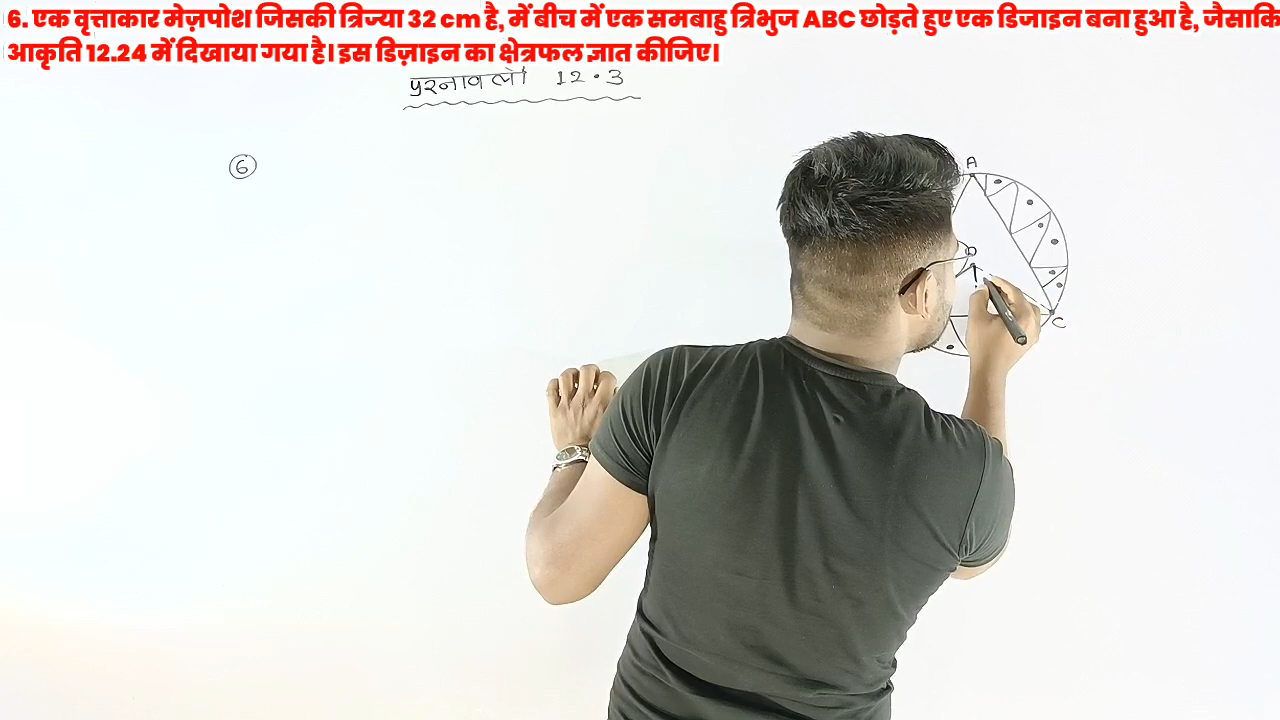 6. एक वृत्ताकार मेज़पोश जिसकी त्रिज्या 32 cm है, में बीच में एक समबाहु त्रिभुज ABC छोड़ते हुए एक डिजाइन बना हुआ है, जैसाकि
आकृति 12.24 में दिखाया गया है। इस डिज़ाइन का क्षेत्रफल ज्ञात कीजिए।
प्रश्नावली 12.3
6
A
O
C